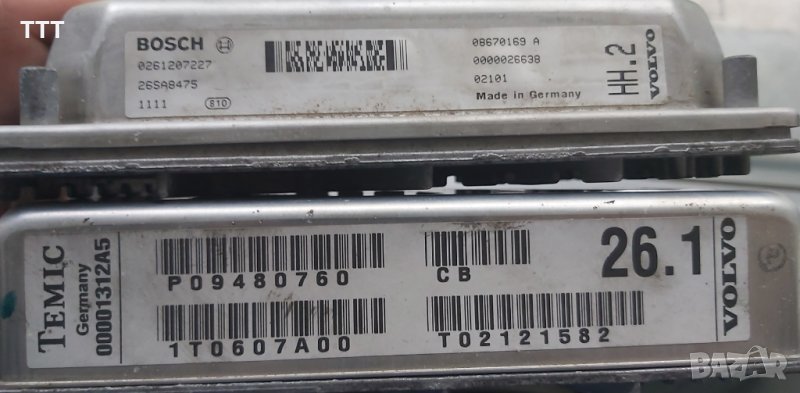 TTT
BOSCH
0261207227
26SA8475
1111 810
08670169 A
0000026638
02101
Made in Germany
HH.2
VOLVO
TEMIC
Germany
00001312A5
P09480760
CB
26.1
1T0607A00
T02121582
VOLVO
BAZAR